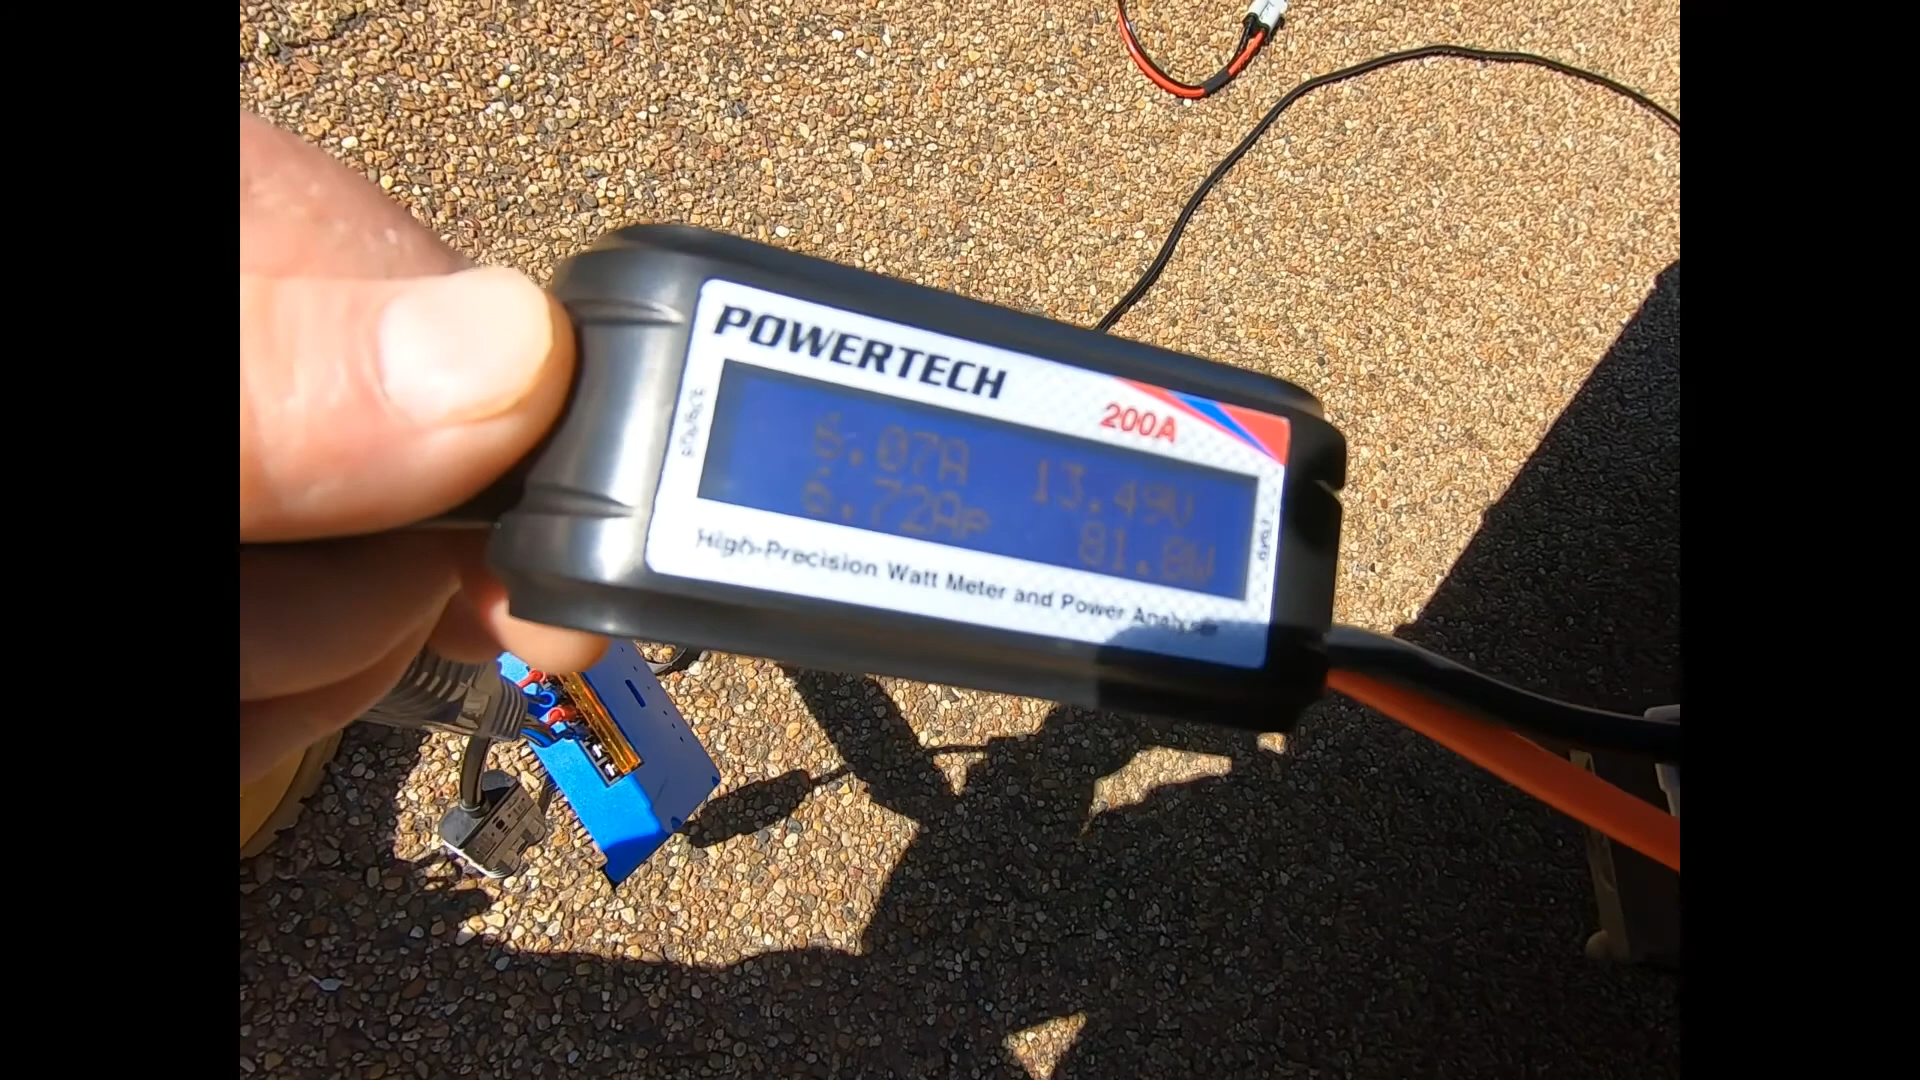 POWERTECH
200A
6.07A 13.49V
6.72Ap 81.8W
High-Precision Watt Meter and Power Analyser